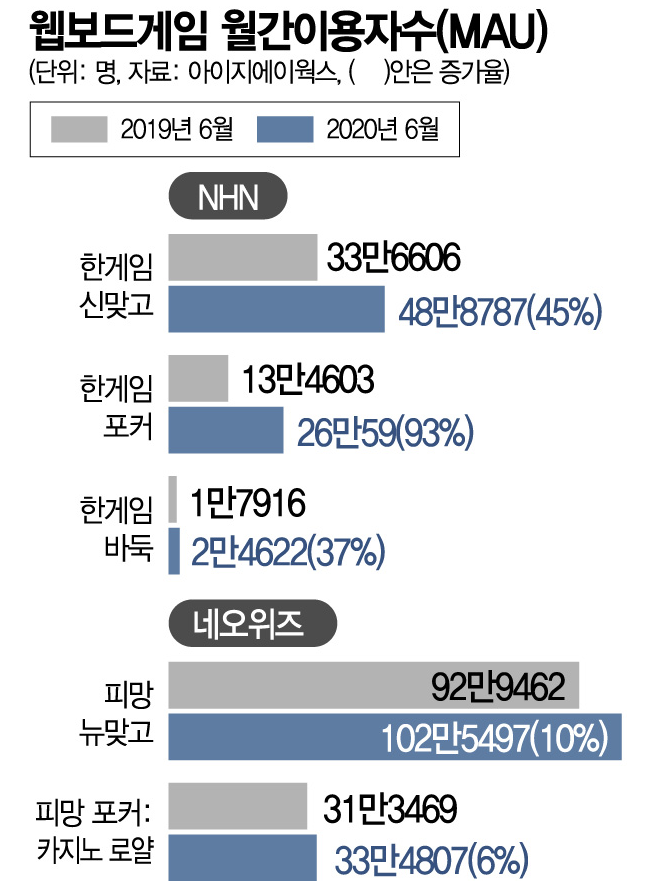 웹보드게임 월간이용자수(MAU)
(단위: 명, 자료: 아이지에이웍스, ( )안은 증가율)
2019년 6월 2020년 6월
NHN
한게임
신맞고
33만6606
48만8787(45%)
한게임
포커
13만4603
26만59(93%)
한게임
바둑
1만7916
2만4622(37%)
네오위즈
피망
뉴맞고
92만9462
102만5497(10%)
피망 포커:
카지노 로얄
31만3469
33만4807(6%)